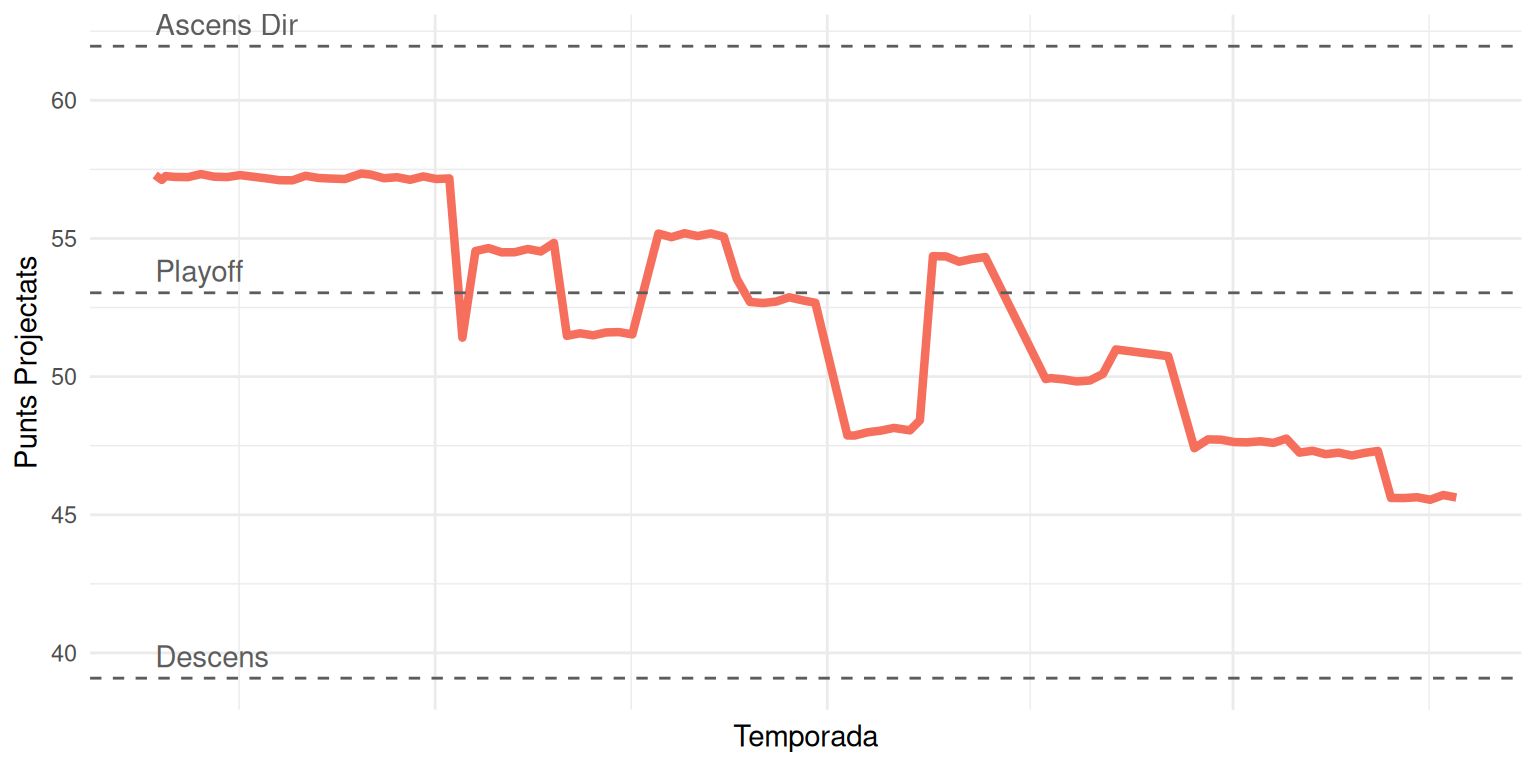 Ascens Dir
60
55
Playoff
50
45
40
Descens
Punts Projectats
Temporada